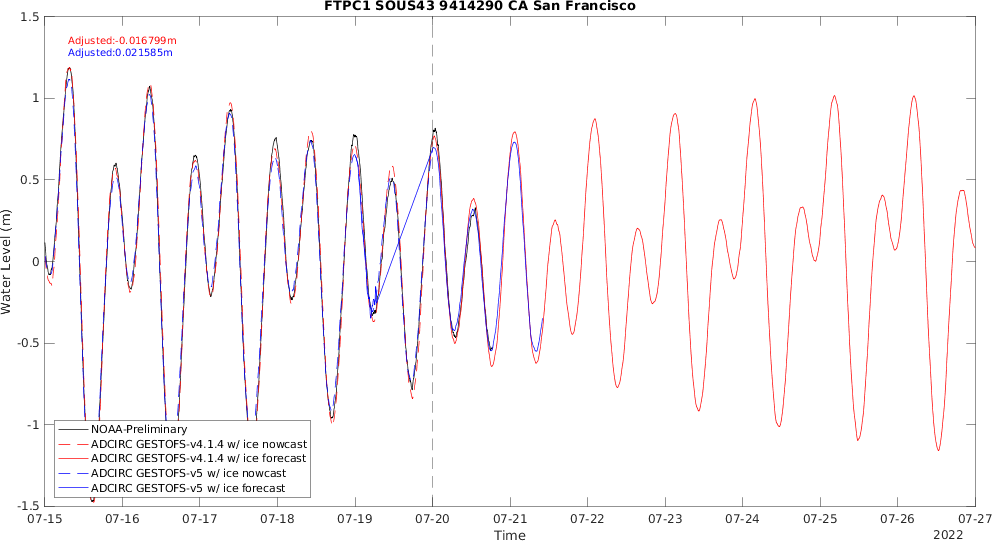 FTPC1 SOUS43 9414290 CA San Francisco
Adjusted:-0.016799m
Adjusted:0.021585m
Water Level (m)
1.5
1
0.5
0
-0.5
-1
-1.5
NOAA-Preliminary
ADCIRC GESTOFS-v4.1.4 w/ ice nowcast
ADCIRC GESTOFS-v4.1.4 w/ ice forecast
ADCIRC GESTOFS-v5 w/ ice nowcast
ADCIRC GESTOFS-v5 w/ ice forecast
07-15 07-16 07-17 07-18 07-19 07-20 07-21 07-22 07-23 07-24 07-25 07-26 07-27
Time
2022